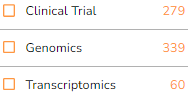 Clinical Trial 279
Genomics 339
Transcriptomics 60